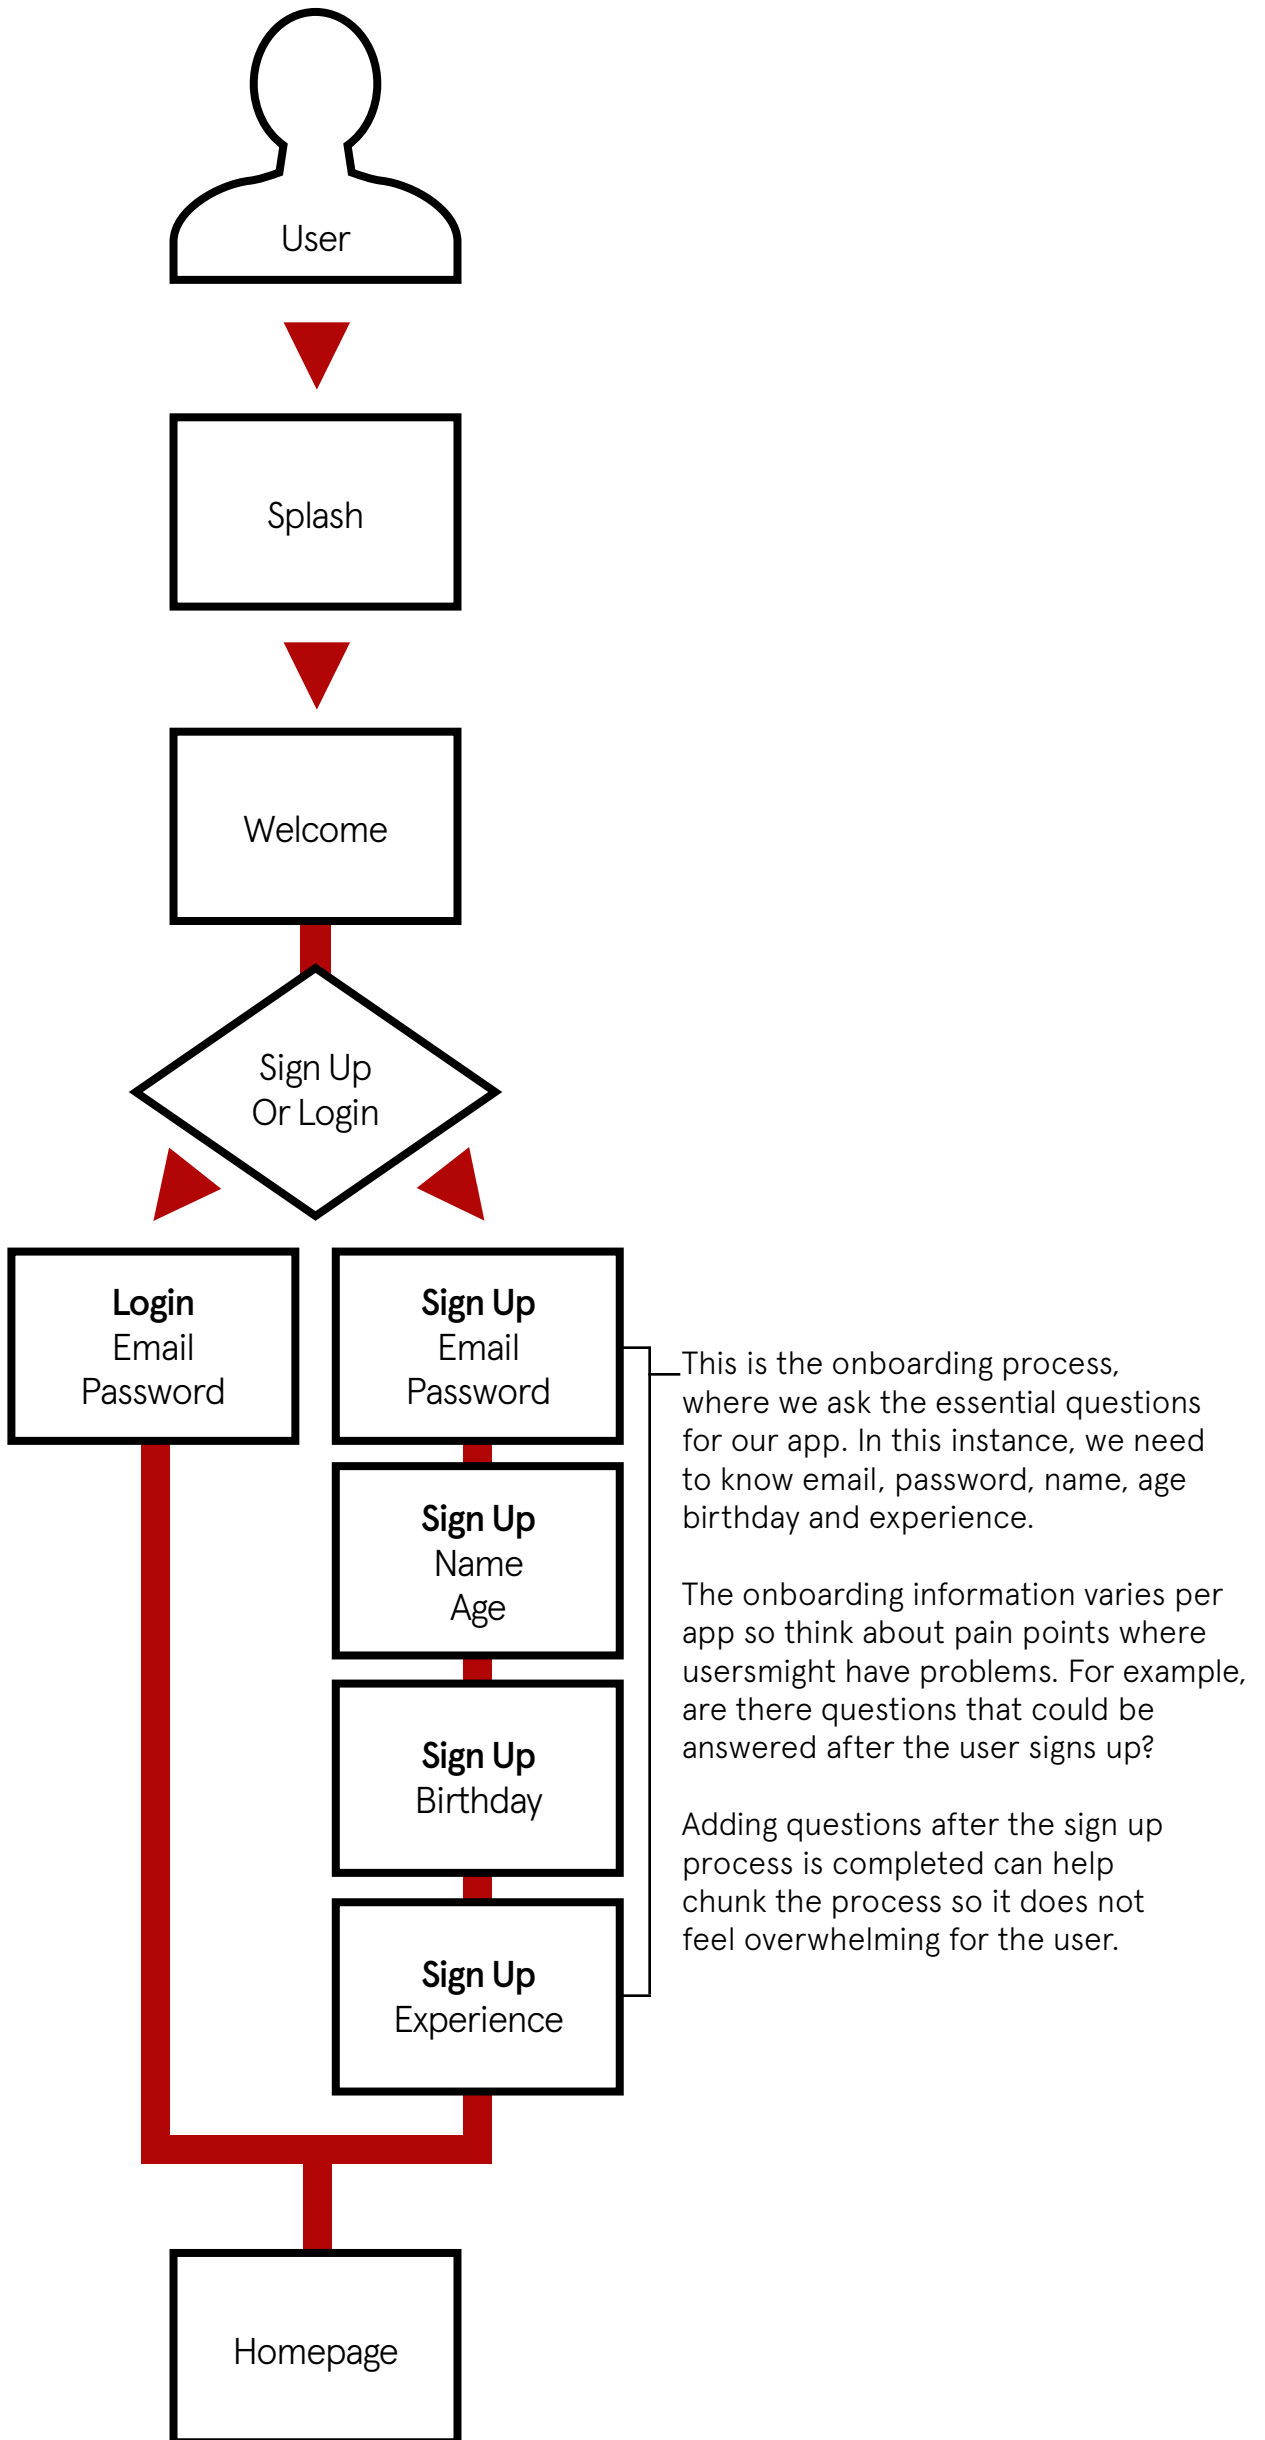 User
Splash
Welcome
Sign Up
Or Login
Login
Email
Password
Sign Up
Email
Password
Sign Up
Name
Age
Sign Up
Birthday
Sign Up
Experience
This is the onboarding process,
where we ask the essential questions
for our app. In this instance, we need
to know email, password, name, age
birthday and experience.
The onboarding information varies per
app so think about pain points where
usersmight have problems. For example,
are there questions that could be
answered after the user signs up?
Adding questions after the sign up
process is completed can help
chunk the process so it does not
feel overwhelming for the user.
Homepage